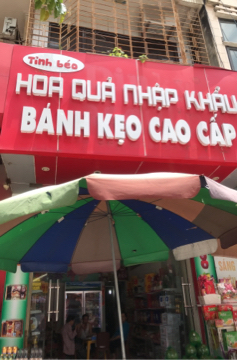 Tình béo
HOA QUẢ NHẬP KHẨU
BÁNH KẸO CAO CẤP